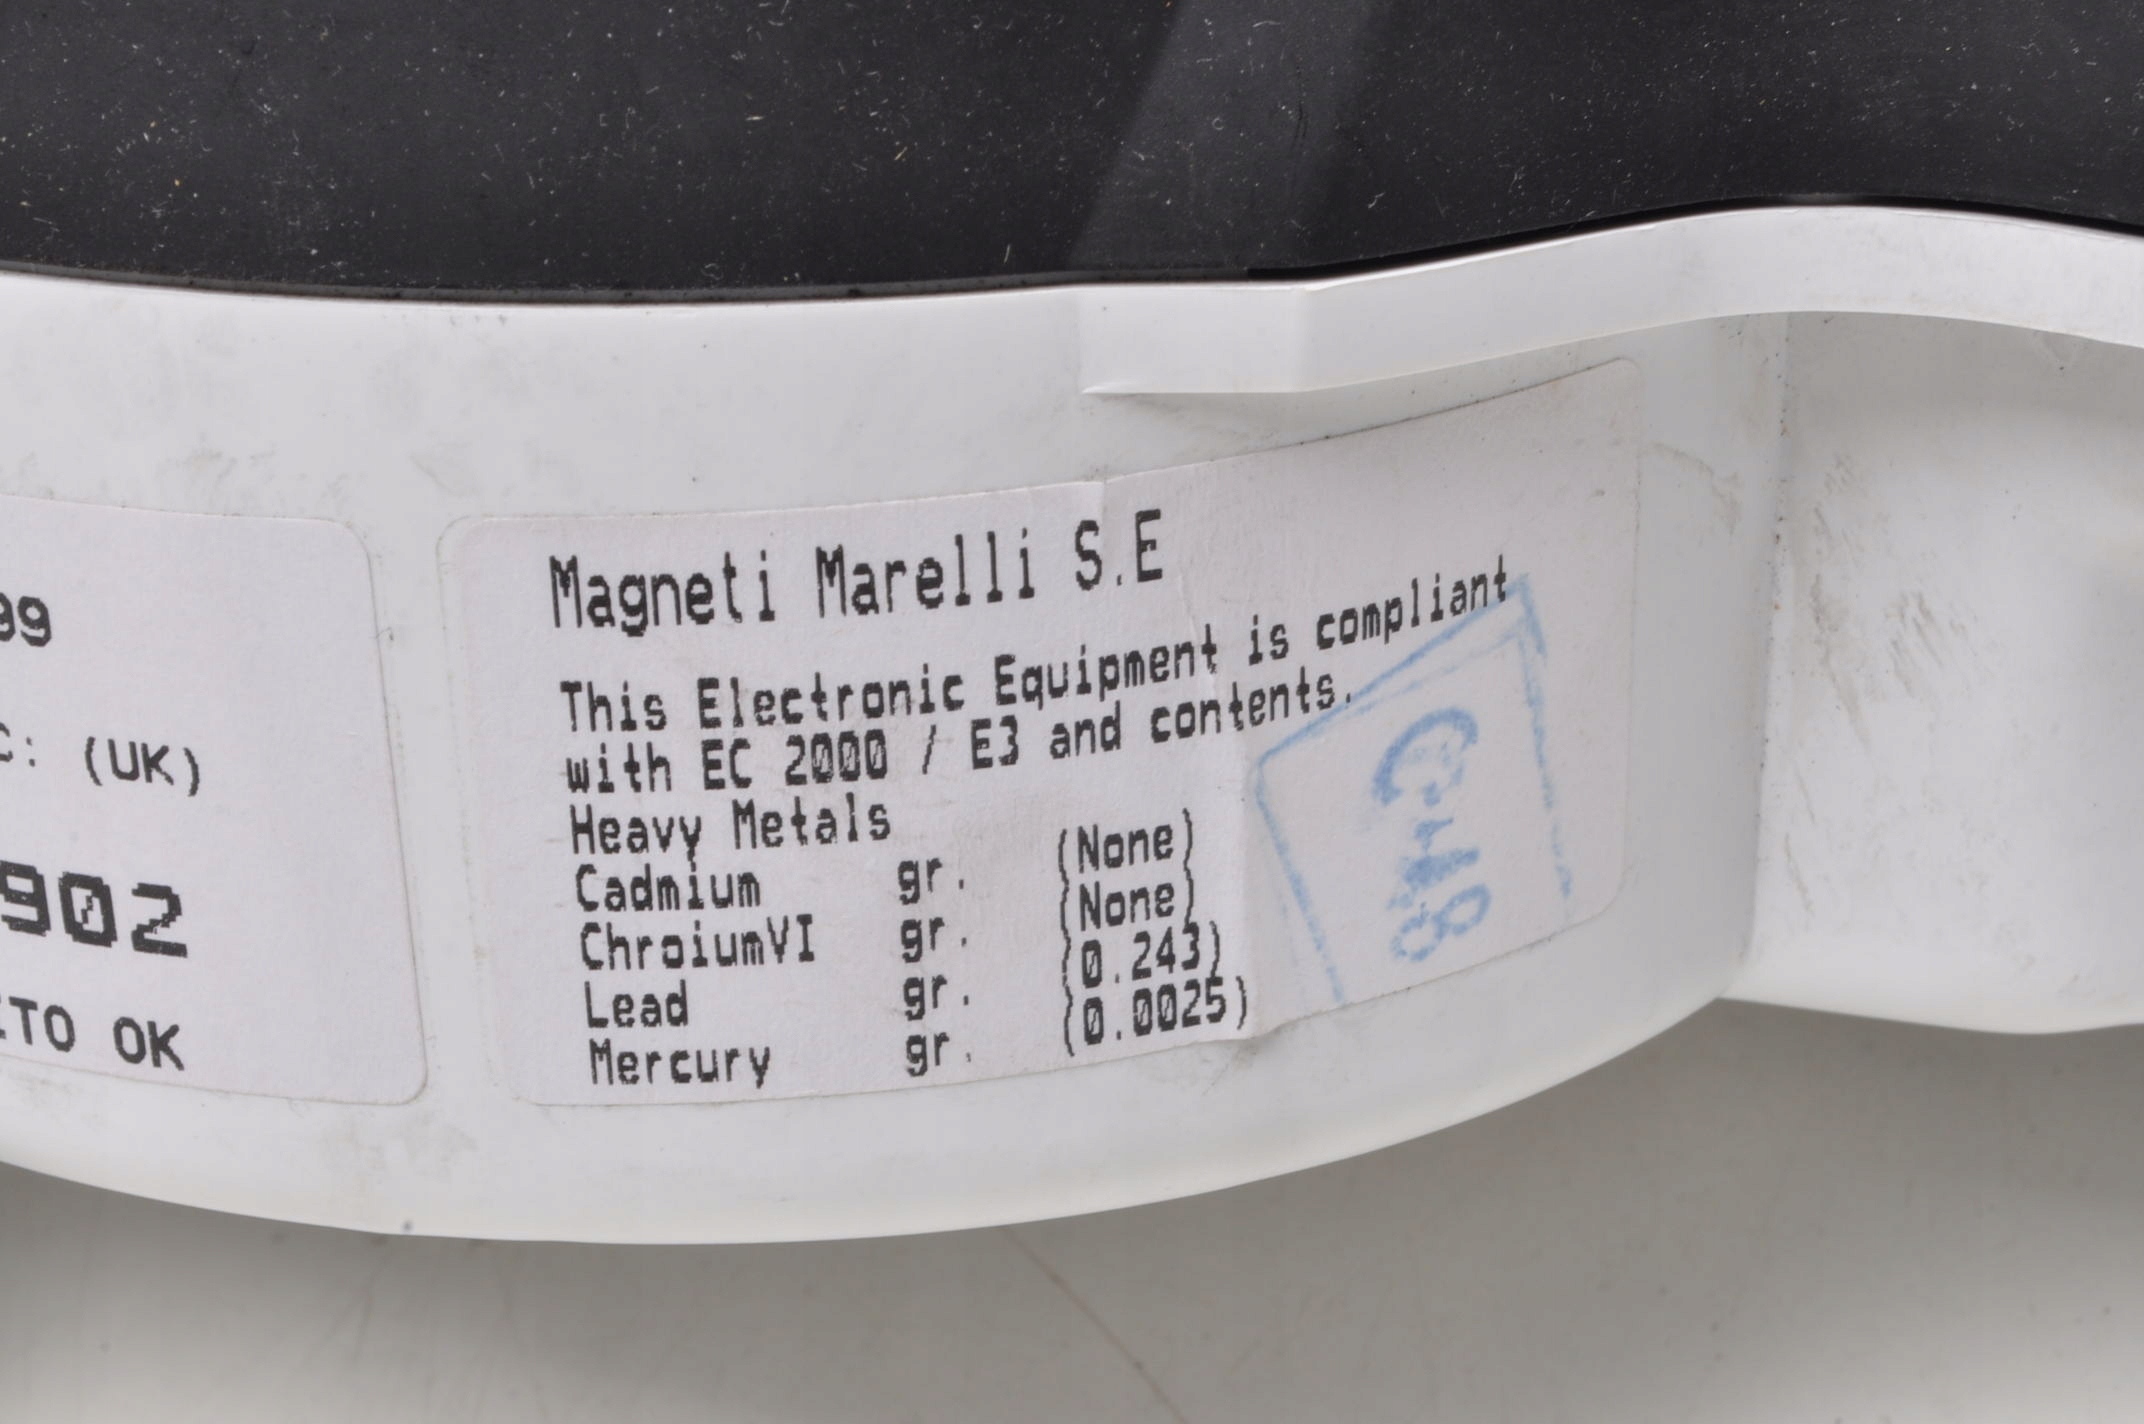 99
C: (UK)
902
ITO OK
Magneti Marelli S.E
This Electronic Equipment is compliant
with EC 2000 / E3 and contents.
Heavy Metals
Cadmium gr. (None)
ChroiumVI gr. (None)
Lead gr. (0.243)
Mercury gr. (0.0025)